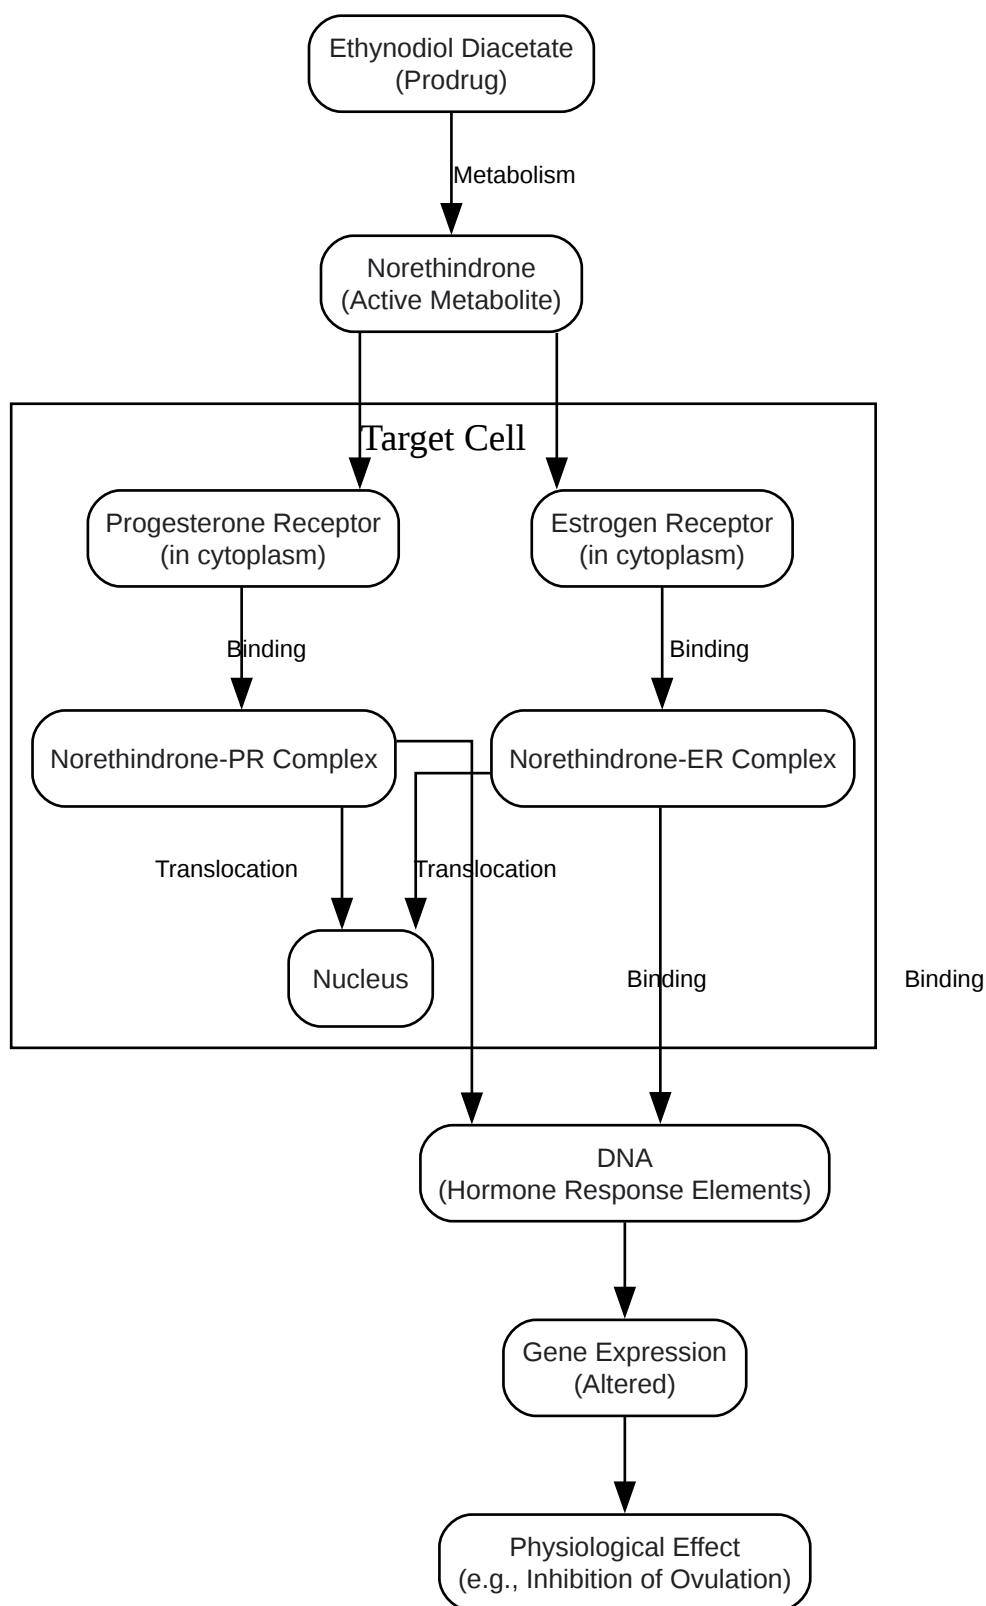 Ethynodiol Diacetate
(Prodrug)
Metabolism
Norethindrone
(Active Metabolite)
Target Cell
Progesterone Receptor
(in cytoplasm)
Estrogen Receptor
(in cytoplasm)
Binding
Binding
Norethindrone-PR Complex
Norethindrone-ER Complex
Translocation
Translocation
Nucleus
Binding
Binding
DNA
(Hormone Response Elements)
Gene Expression
(Altered)
Physiological Effect
(e.g., Inhibition of Ovulation)